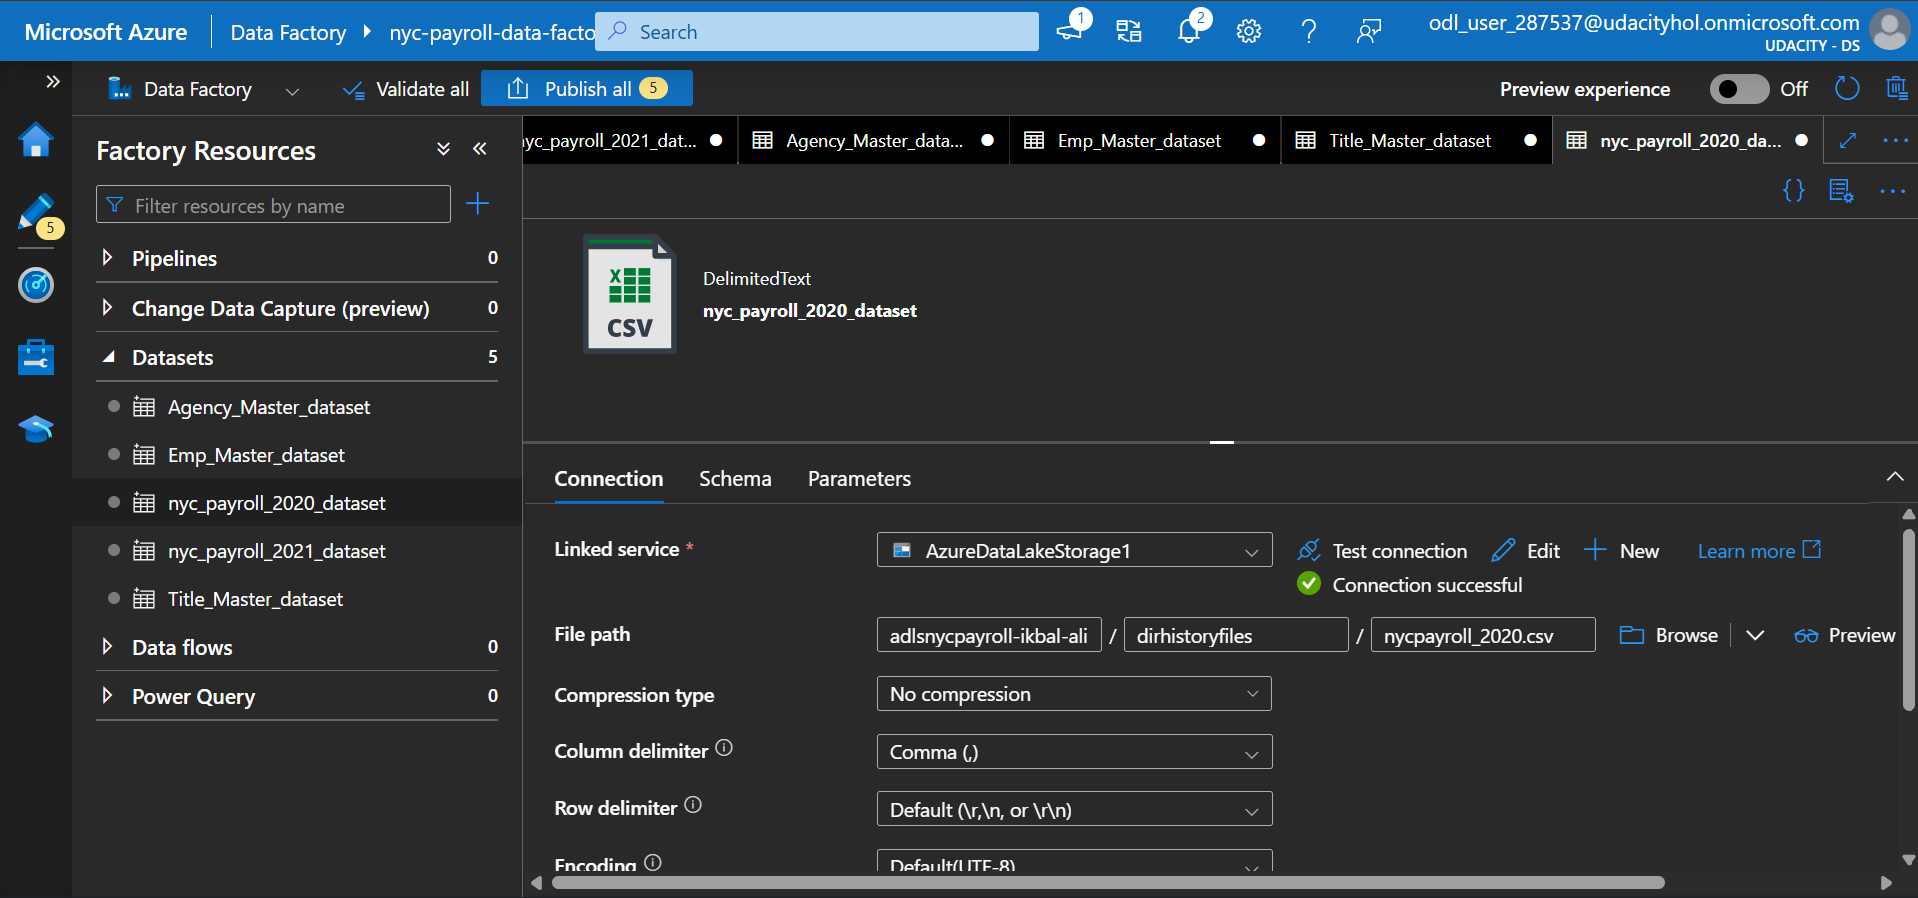 Microsoft Azure
Data Factory
nyc-payroll-data-facto
Search
1
2
odl_user_287537@udacityhol.onmicrosoft.com
UDACITY - DS
Data Factory
Validate all
Publish all 5
Preview experience
Off
Factory Resources
Filter resources by name
5
Pipelines 0
Change Data Capture (preview) 0
Datasets 5
Agency_Master_dataset
Emp_Master_dataset
nyc_payroll_2020_dataset
nyc_payroll_2021_dataset
Title_Master_dataset
Data flows 0
Power Query 0
nyc_payroll_2021_dat...
Agency_Master_data...
Emp_Master_dataset
Title_Master_dataset
nyc_payroll_2020_da...
{}
X
CSV
DelimitedText
nyc_payroll_2020_dataset
Connection Schema Parameters
Linked service * AzureDataLakeStorage1 Test connection Edit New Learn more
Connection successful
File path adlsnycpayroll-ikbal-ali / dirhistoryfiles / nycpayroll_2020.csv Browse Preview
Compression type No compression
Column delimiter Comma (,)
Row delimiter Default (\r,\n, or \r\n)
Encoding Default(UTF-8)